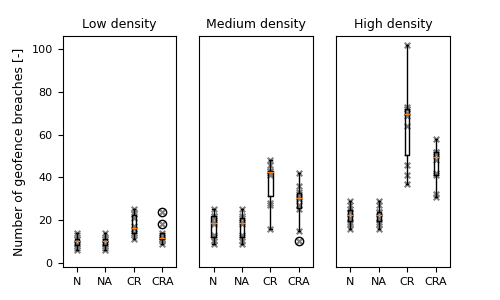 Low density Medium density High density
Number of geofence breaches [-]
100
80
60
40
20
0
N NA CR CRA N NA CR CRA N NA CR CRA